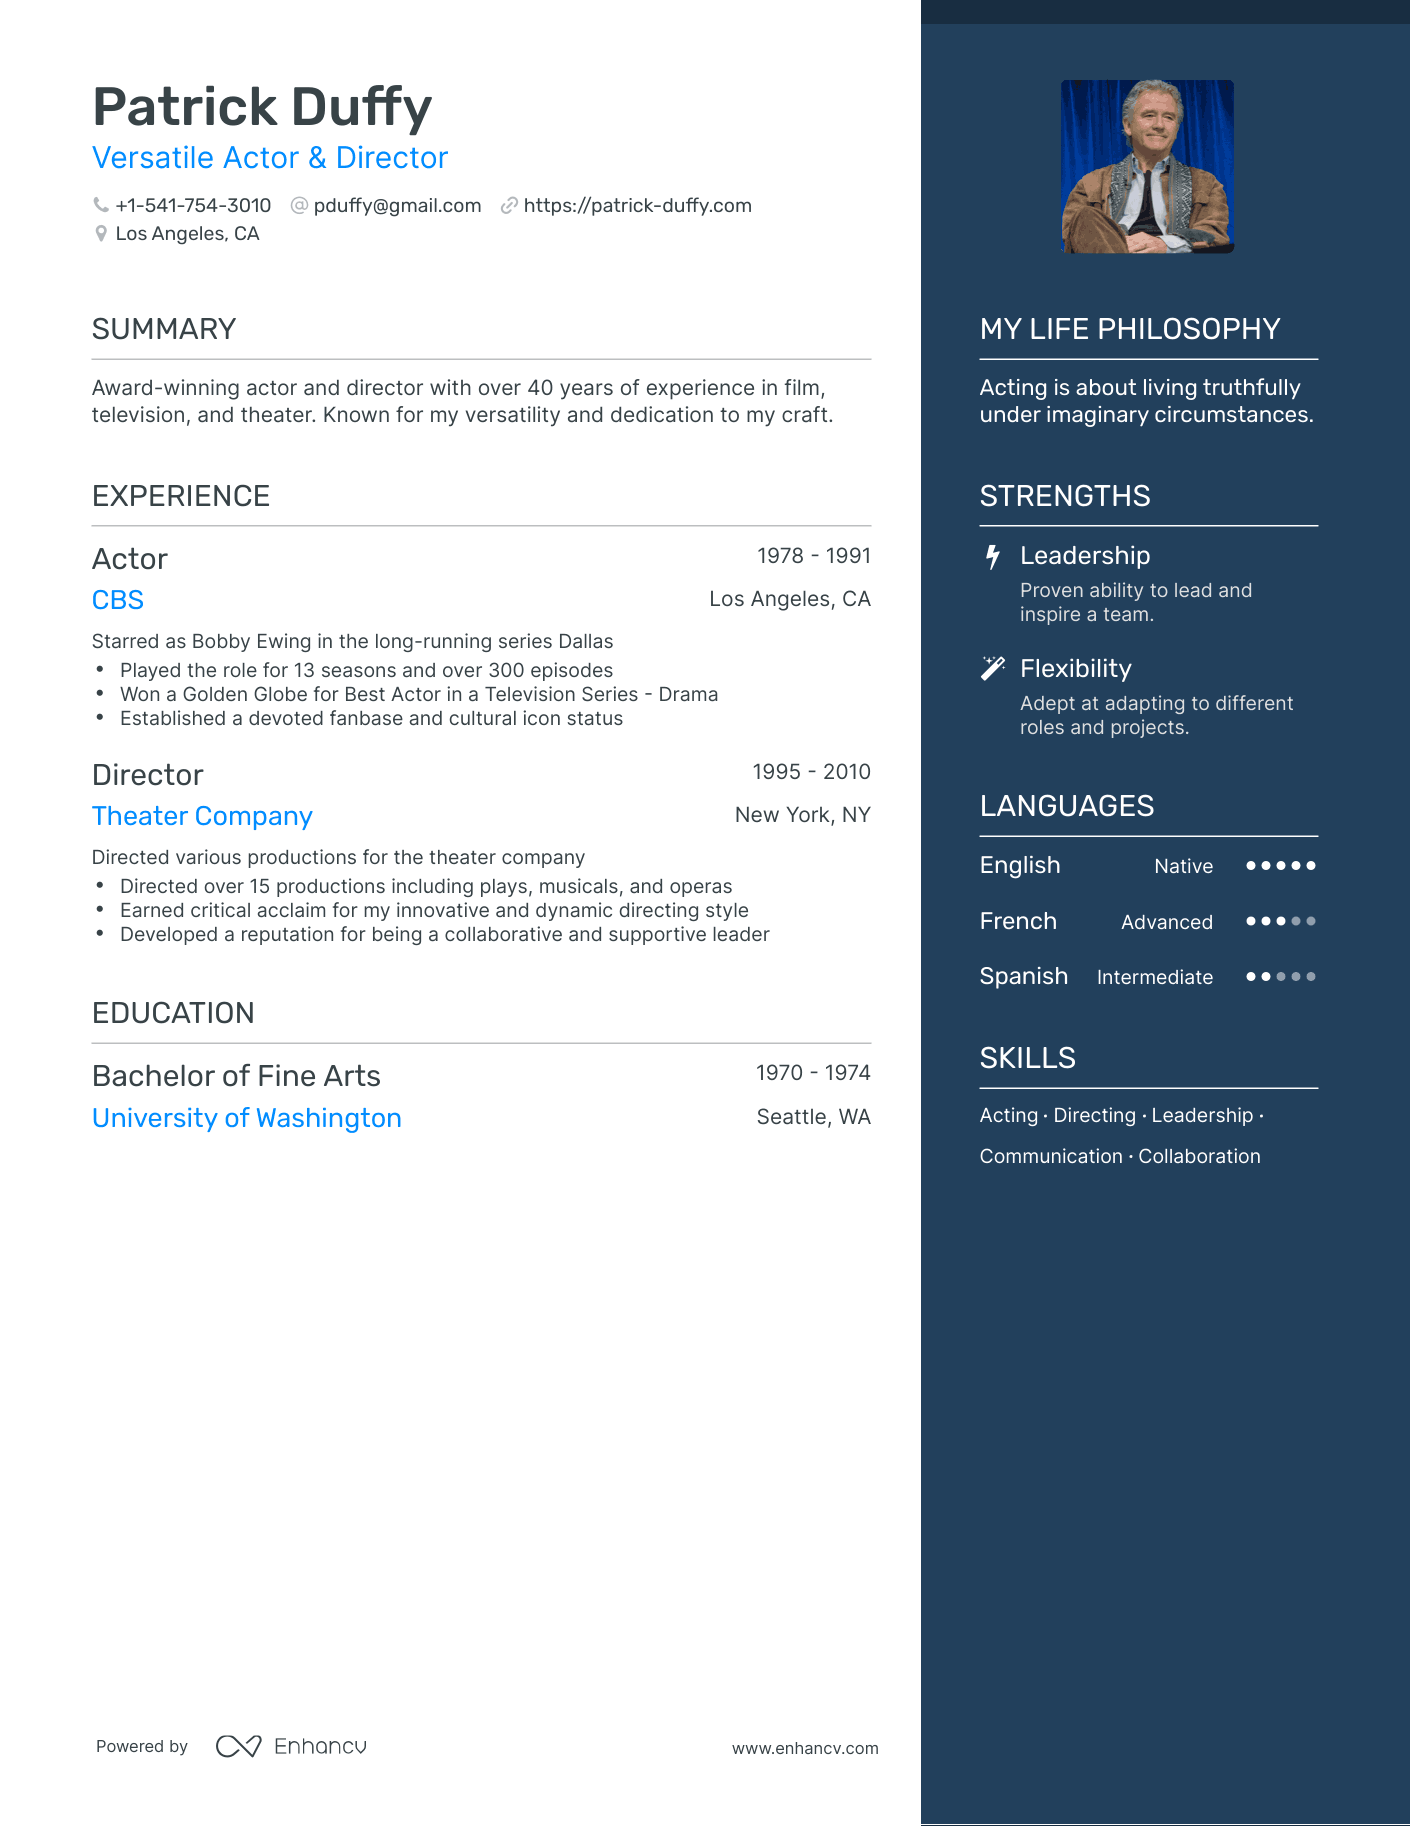 Patrick Duffy
Versatile Actor & Director
+1-541-754-3010 @ pduffy@gmail.com https://patrick-duffy.com
Los Angeles, CA
SUMMARY
Award-winning actor and director with over 40 years of experience in film,
television, and theater. Known for my versatility and dedication to my craft.
EXPERIENCE
Actor 1978 - 1991
CBS Los Angeles, CA
Starred as Bobby Ewing in the long-running series Dallas
• Played the role for 13 seasons and over 300 episodes
• Won a Golden Globe for Best Actor in a Television Series - Drama
• Established a devoted fanbase and cultural icon status
Director 1995 - 2010
Theater Company New York, NY
Directed various productions for the theater company
• Directed over 15 productions including plays, musicals, and operas
• Earned critical acclaim for my innovative and dynamic directing style
• Developed a reputation for being a collaborative and supportive leader
EDUCATION
Bachelor of Fine Arts 1970 - 1974
University of Washington Seattle, WA
MY LIFE PHILOSOPHY
Acting is about living truthfully
under imaginary circumstances.
STRENGTHS
Leadership
Proven ability to lead and
inspire a team.
Flexibility
Adept at adapting to different
roles and projects.
LANGUAGES
English Native
French Advanced
Spanish Intermediate
SKILLS
Acting · Directing · Leadership ·
Communication · Collaboration
Powered by Enhancv www.enhancv.com